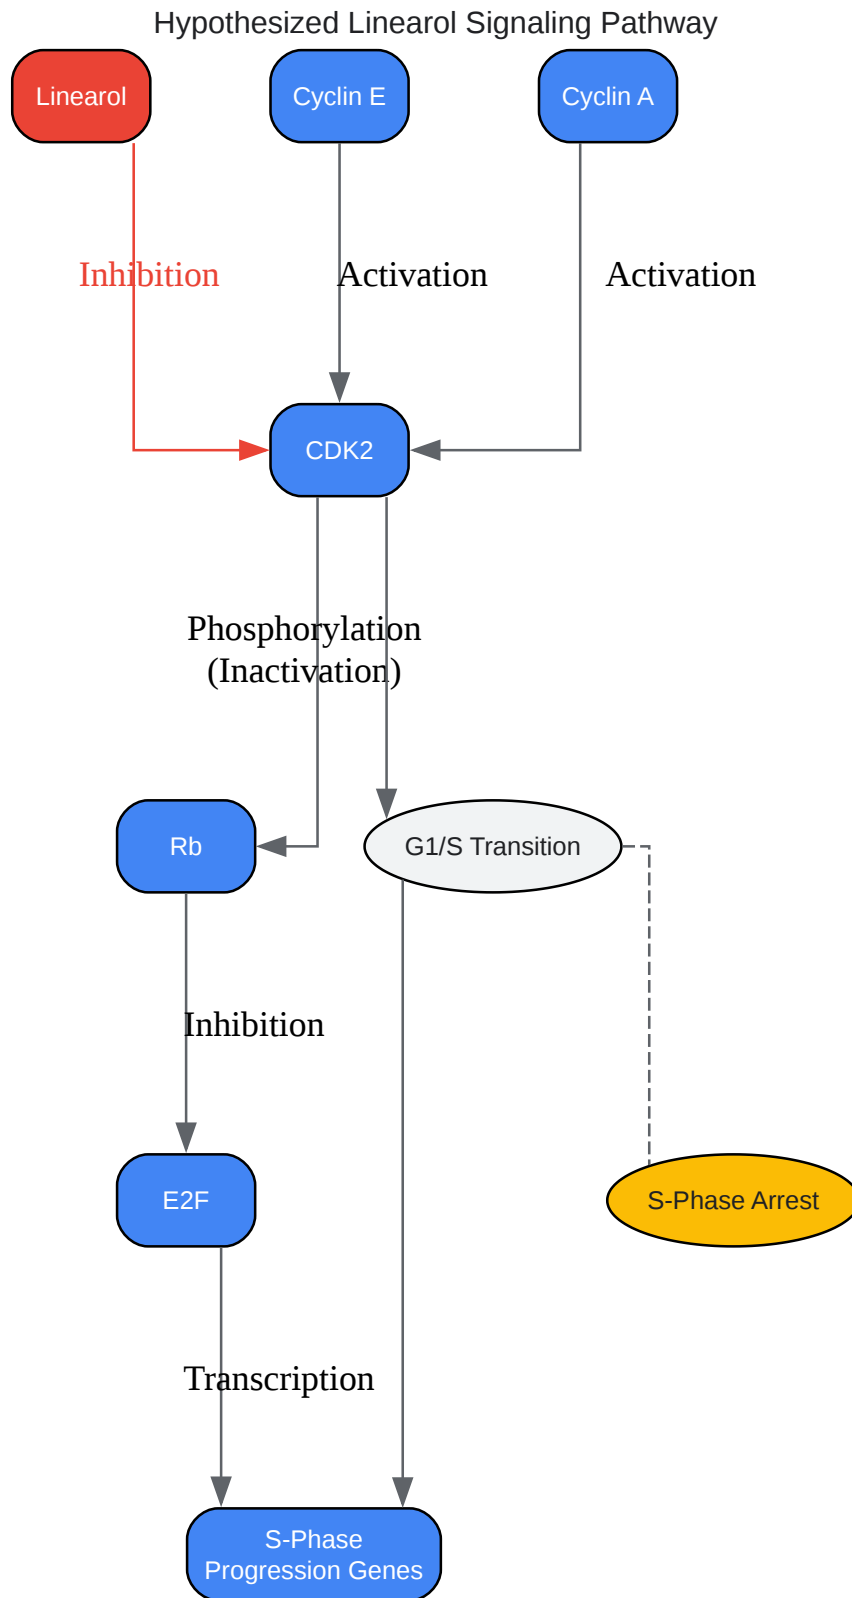 Hypothesized Linearol Signaling Pathway
Linearol
Cyclin E
Cyclin A
Inhibition
Activation
Activation
CDK2
Phosphorylation
(Inactivation)
Rb
G1/S Transition
Inhibition
E2F
S-Phase Arrest
Transcription
S-Phase
Progression Genes